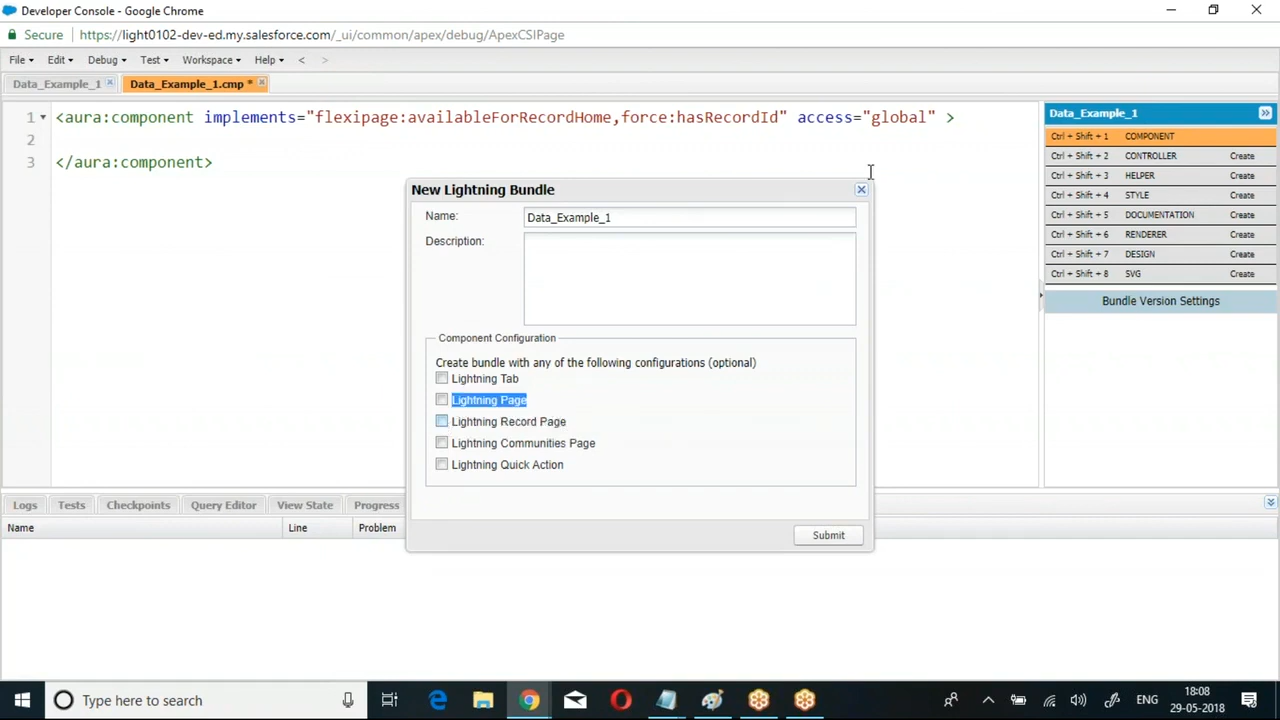 Developer Console - Google Chrome
Secure https://light0102-dev-ed.my.salesforce.com/_ui/common/apex/debug/ApexCSIPage
File Edit Debug Test Workspace Help < >
Data_Example_1 Data_Example_1.cmp *
1 <aura:component implements="flexipage:availableForRecordHome,force:hasRecordId" access="global" >
2
3 </aura:component>
New Lightning Bundle
Name: Data_Example_1
Description:
Component Configuration
Create bundle with any of the following configurations (optional)
Lightning Tab
Lightning Page
Lightning Record Page
Lightning Communities Page
Lightning Quick Action
Submit
Data_Example_1
Ctrl + Shift + 1 COMPONENT
Ctrl + Shift + 2 CONTROLLER Create
Ctrl + Shift + 3 HELPER Create
Ctrl + Shift + 4 STYLE Create
Ctrl + Shift + 5 DOCUMENTATION Create
Ctrl + Shift + 6 RENDERER Create
Ctrl + Shift + 7 DESIGN Create
Ctrl + Shift + 8 SVG Create
Bundle Version Settings
Logs Tests Checkpoints Query Editor View State Progress
Name Line Problem
Type here to search
ENG 18:08
29-05-2018